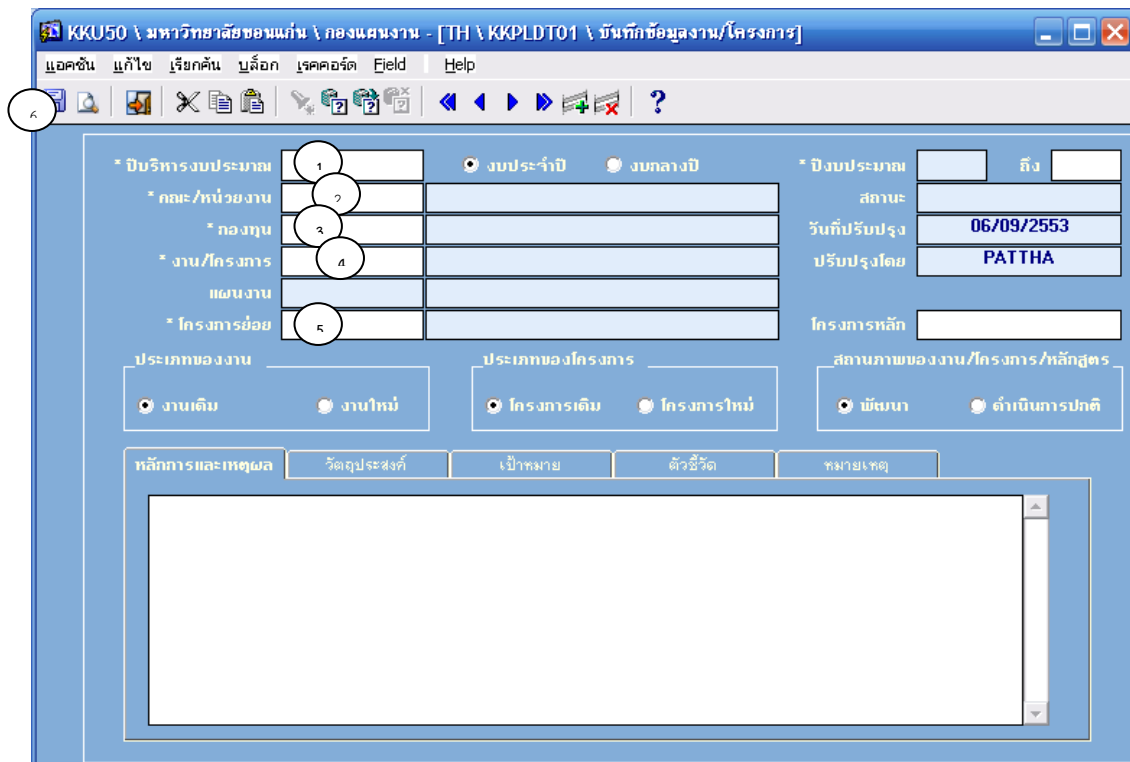 KKU50 \ มหาวิทยาลัยขอนแก่น \ กองแผนงาน - [TH \ KKPLDT01 \ บันทึกข้อมูลงาน/โครงการ]
แอคชัน แก้ไข เรียกค้น บล็อก เรคคอร์ด Field Help
6
* ปีบริหารงบประมาณ 1 งบประจำปี งบกลางปี * ปีงบประมาณ ถึง
* คณะ/หน่วยงาน 2 สถานะ
* กองทุน 3 วันที่ปรับปรุง 06/09/2553
* งาน/โครงการ 4 ปรับปรุงโดย PATTHA
แผนงาน
* โครงการย่อย 5 โครงการหลัก
ประเภทของงาน ประเภทของโครงการ สถานภาพของงาน/โครงการ/หลักสูตร
งานเดิม งานใหม่ โครงการเดิม โครงการใหม่ พัฒนา ดำเนินการปกติ
หลักการและเหตุผล วัตถุประสงค์ เป้าหมาย ตัวชี้วัด หมายเหตุ